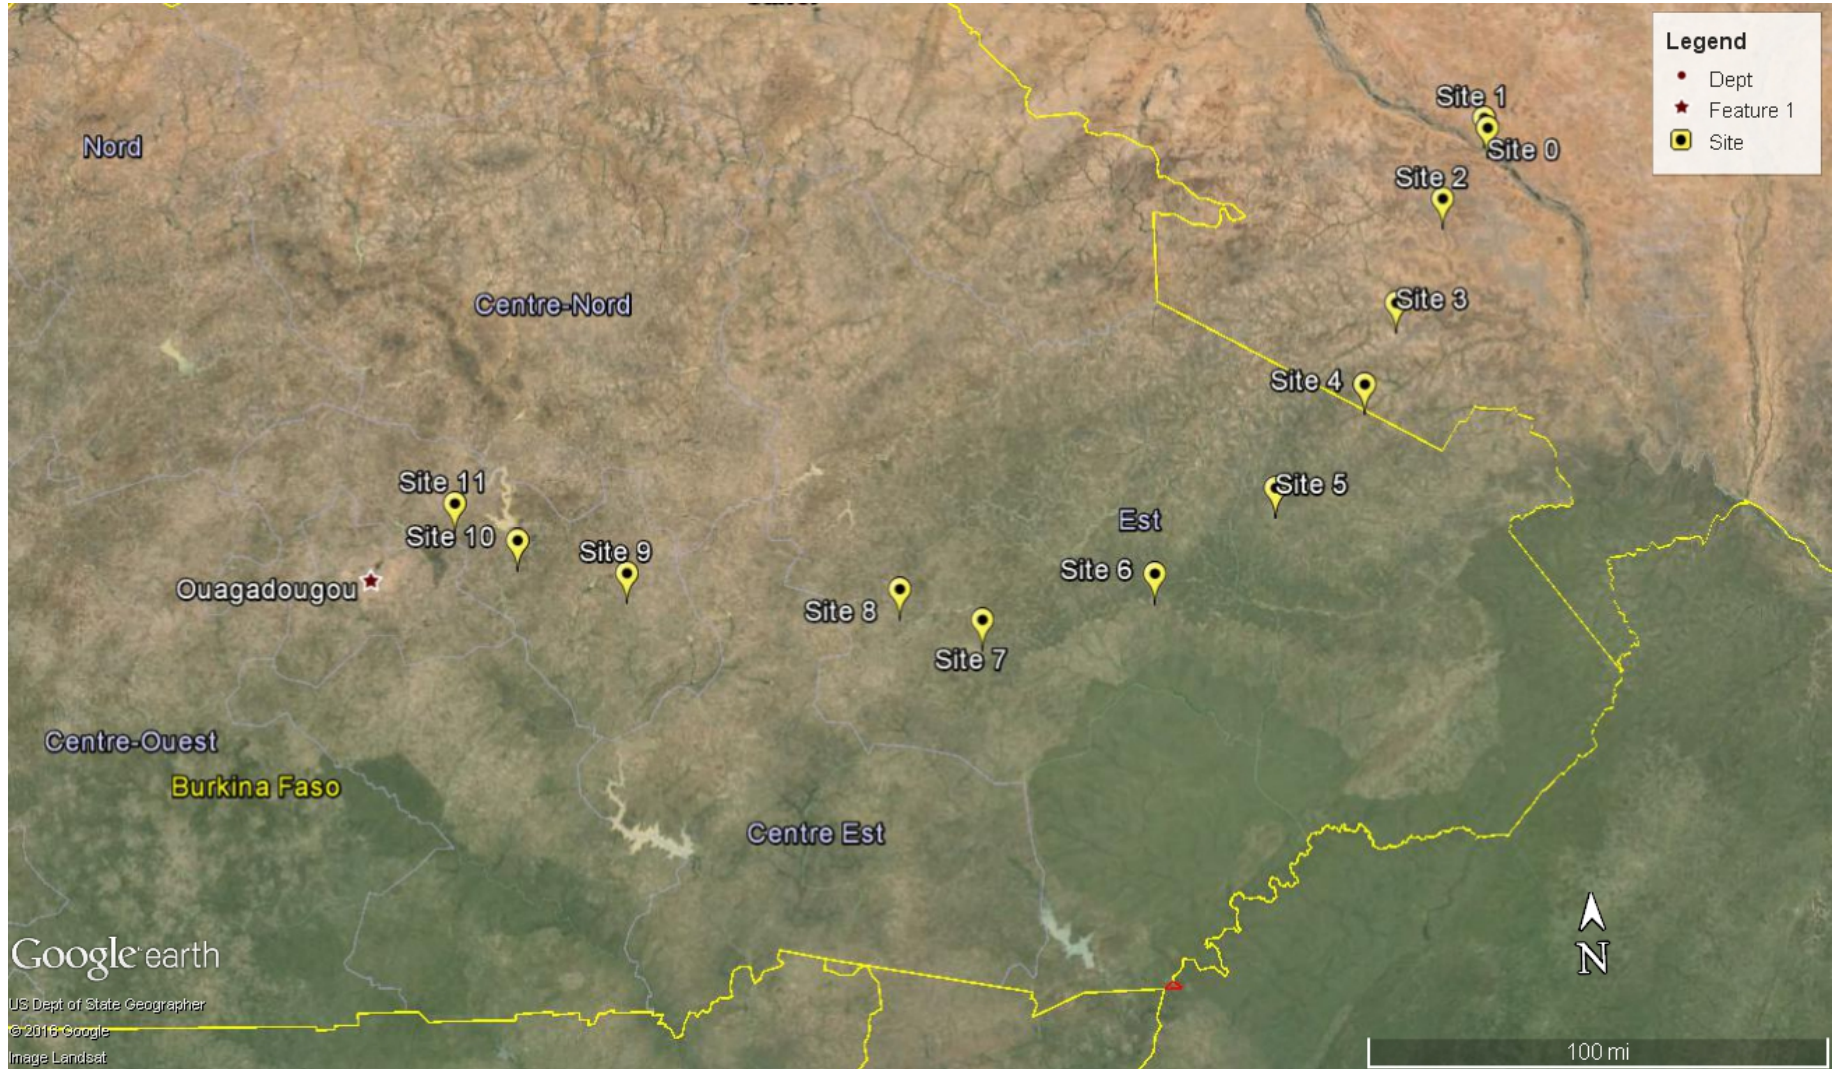 Legend
Dept
Feature 1
Site
Site 1
Site 0
Nord
Site 2
Centre-Nord
Site 3
Site 4
Site 11
Site 5
Site 10
Est
Site 9
Site 6
Ouagadougou
Site 8
Site 7
Centre-Ouest
Burkina Faso
Centre Est
N
Google earth
US Dept of State Geographer
© 2016 Google
Image Landsat
100 mi